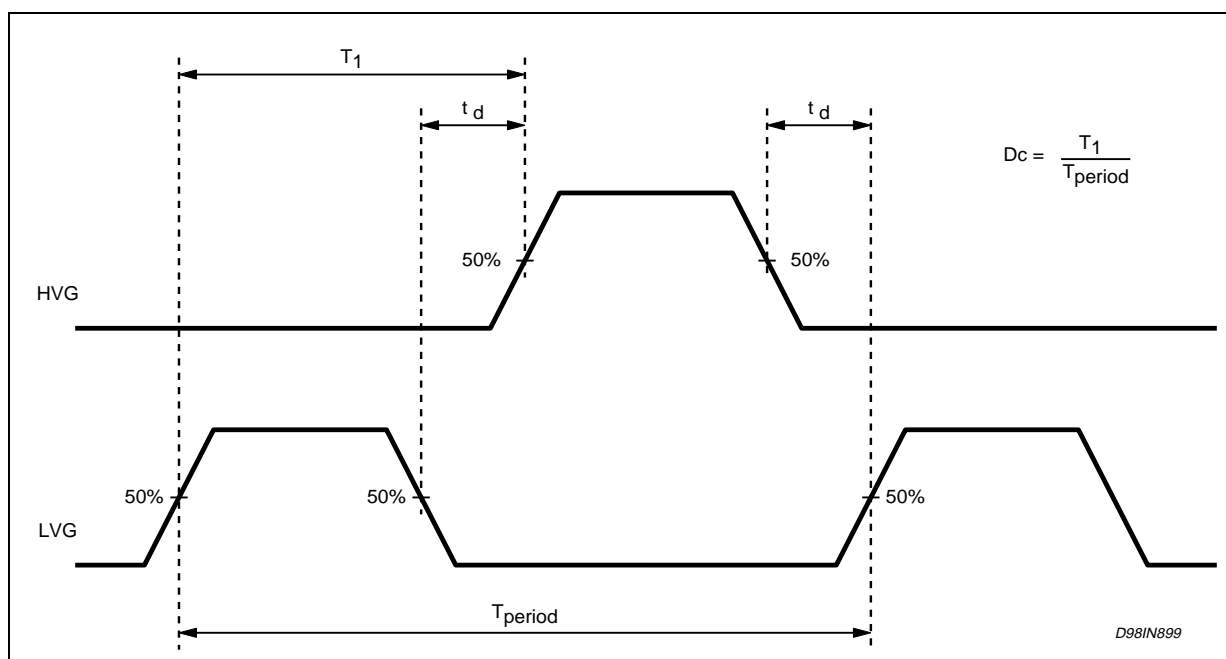 T1
td
td
Dc = T1
Tperiod
50%
50%
HVG
50%
50%
50%
LVG
Tperiod
D98IN899